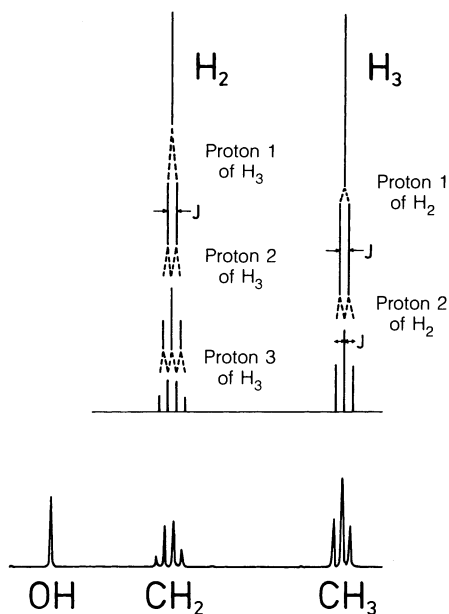 H₂
H₃
Proton 1
of H₃
J
Proton 2
of H₃
Proton 3
of H₃
Proton 1
of H₂
J
Proton 2
of H₂
J
OH
CH₂
CH₃